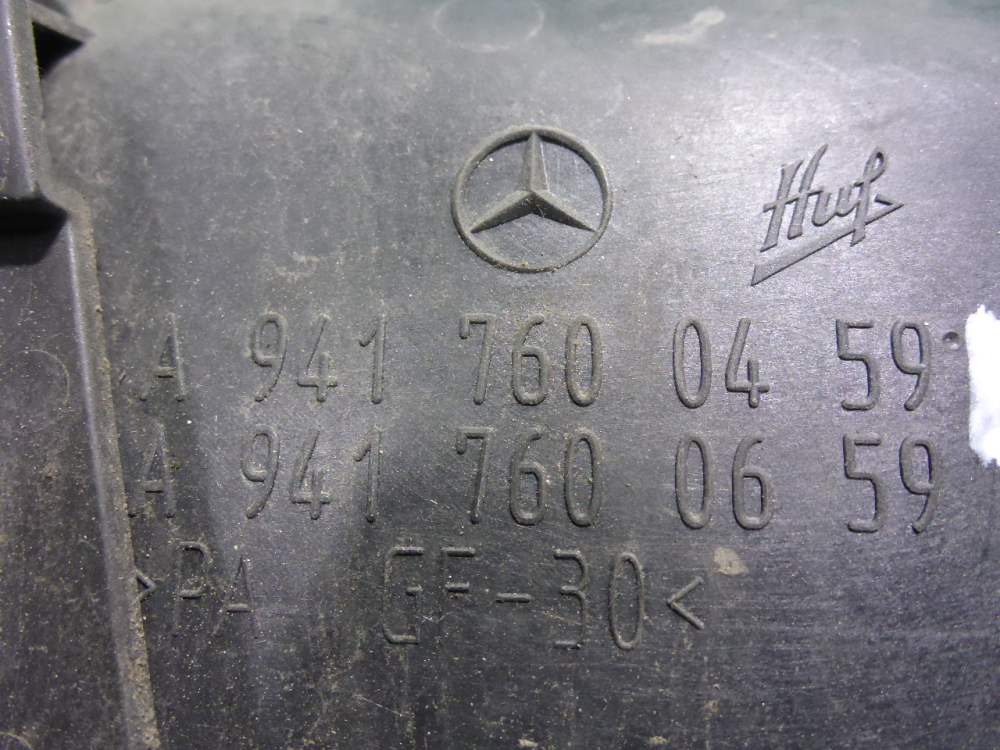 Huf
A 941 760 04 59
A 941 760 06 59
>PA GF-30<